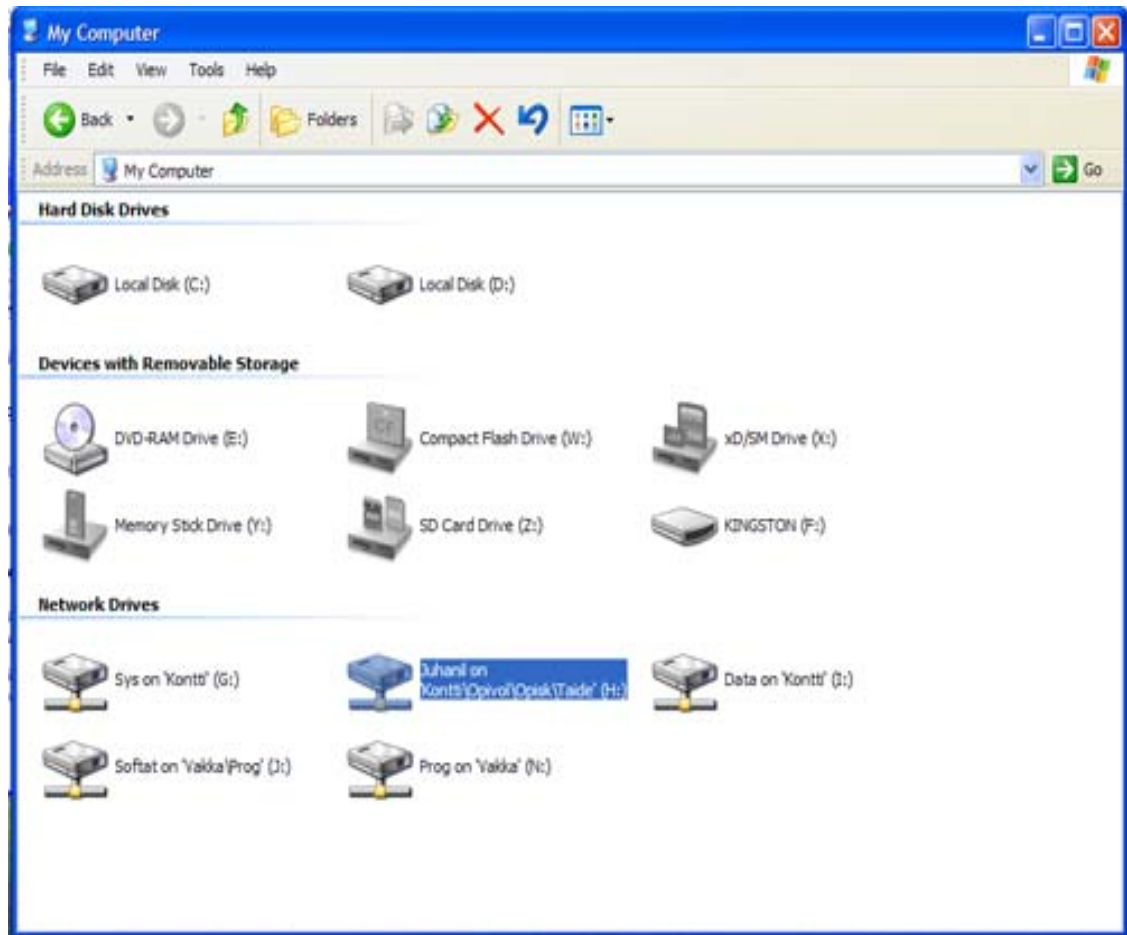 My Computer
File Edit View Tools Help
Back Folders
Address My Computer Go
Hard Disk Drives
Local Disk (C:) Local Disk (D:)
Devices with Removable Storage
DVD-RAM Drive (E:) Compact Flash Drive (W:) xD/SM Drive (X:)
Memory Stick Drive (Y:) SD Card Drive (Z:) KINGSTON (F:)
Network Drives
Sys on 'Kontti' (G:)
Juhanil on
'Kontti\Opivol\Opisk\Taide' (H:)
Data on 'Kontti' (I:)
Softat on 'Vakka\Prog' (J:) Prog on 'Vakka' (N:)